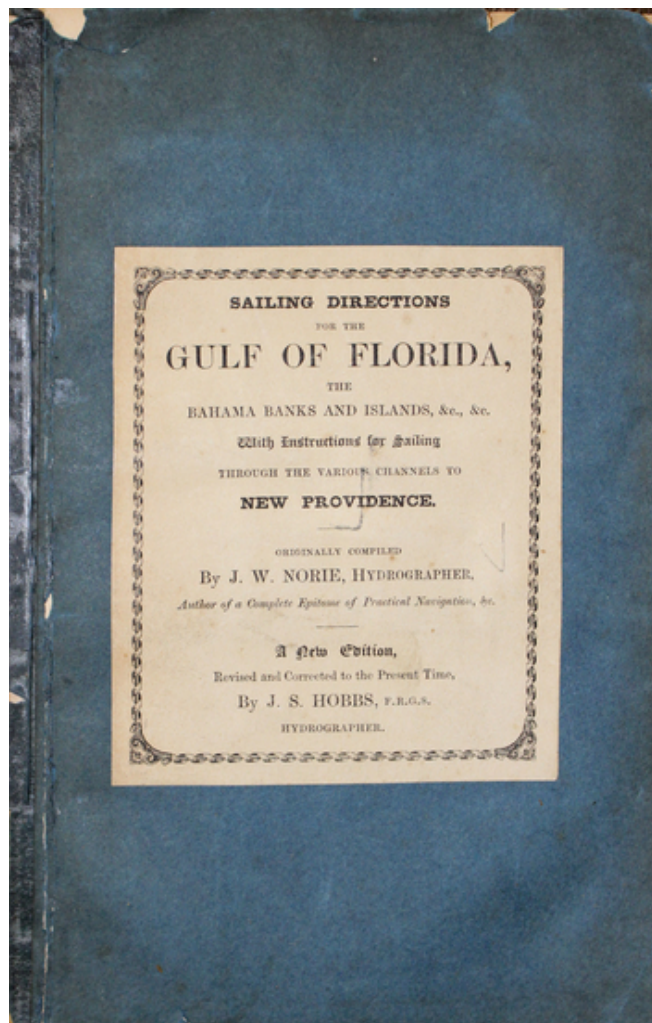 SAILING DIRECTIONS
FOR THE
GULF OF FLORIDA,
THE
BAHAMA BANKS AND ISLANDS, &c., &c.
With Instructions for Sailing
THROUGH THE VARIOUS CHANNELS TO
NEW PROVIDENCE.
ORIGINALLY COMPILED
By J. W. NORIE, HYDROGRAPHER,
Author of a Complete Epitome of Practical Navigation, &c.
A New Edition,
Revised and Corrected to the Present Time,
By J. S. HOBBS, F.R.G.S.
HYDROGRAPHER.